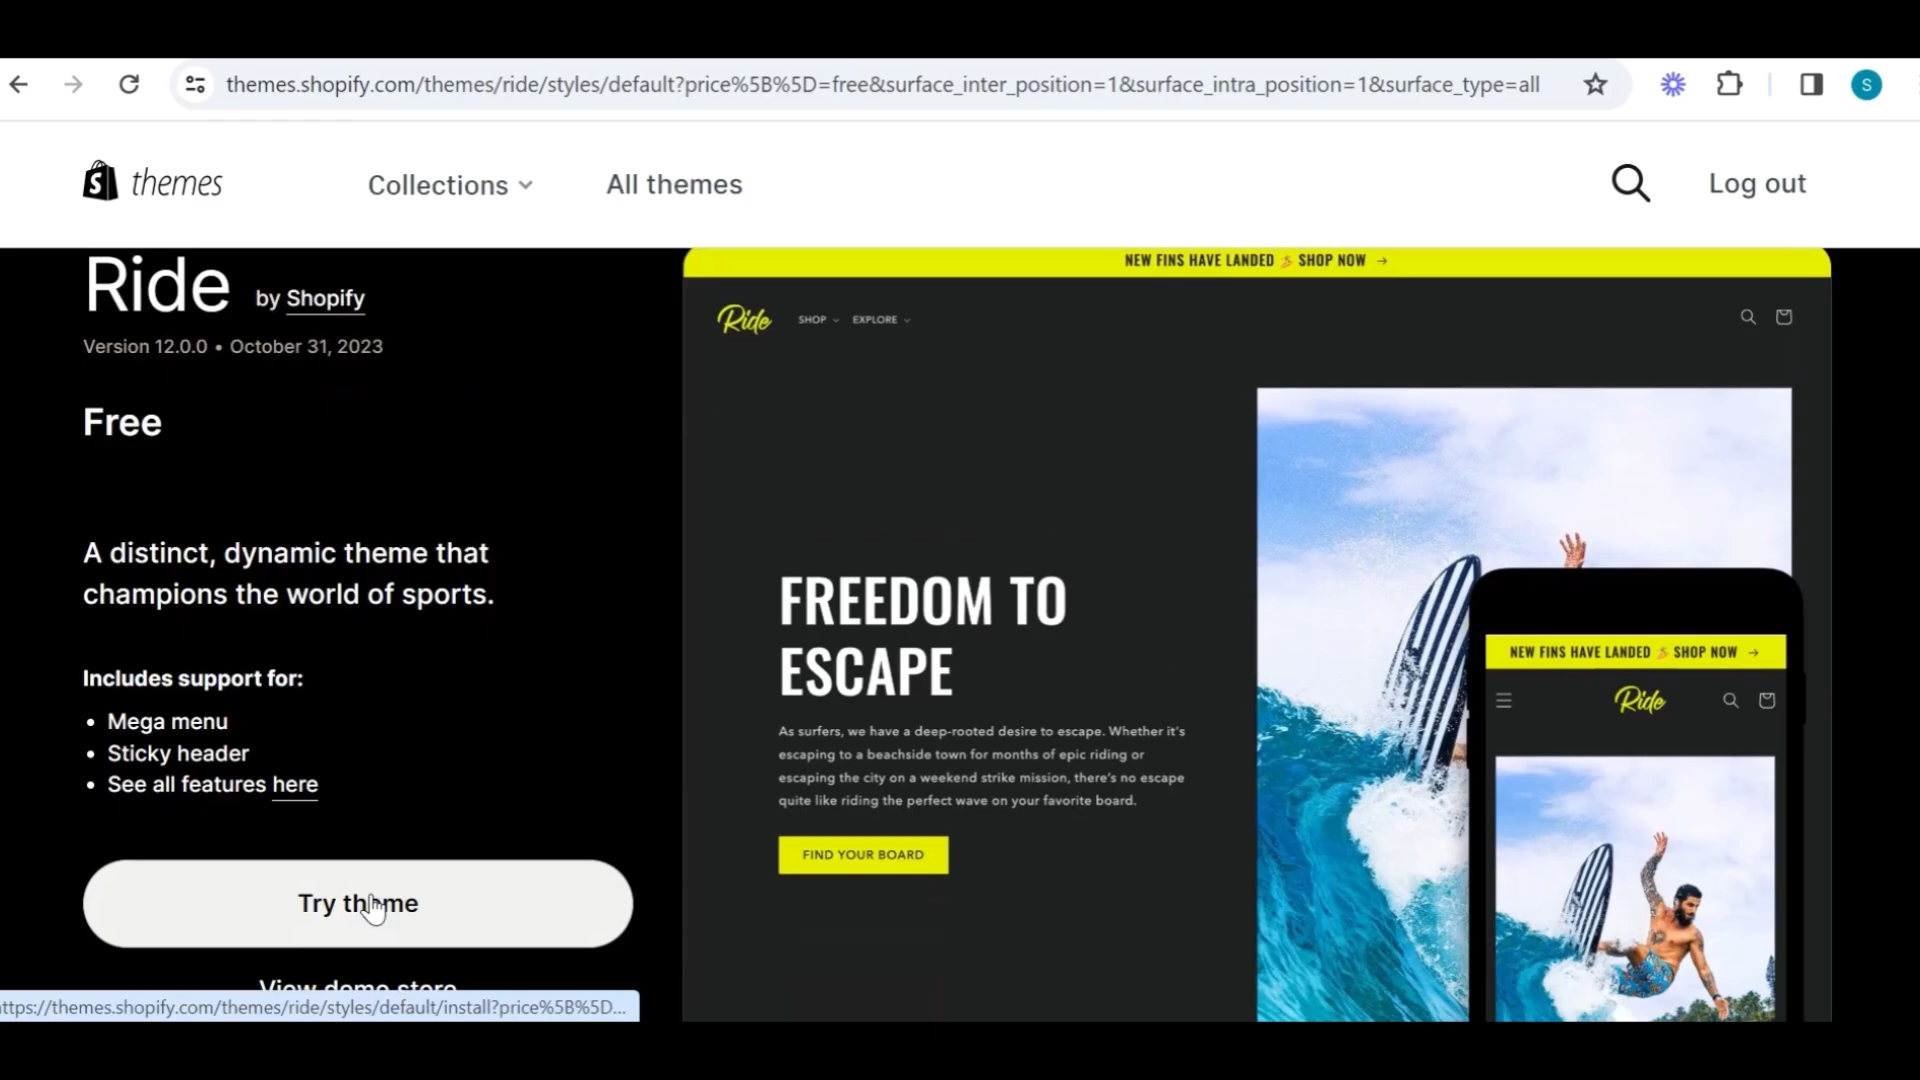 themes.shopify.com/themes/ride/styles/default?price%5B%5D=free&surface_inter_position=1&surface_intra_position=1&surface_type=all
S
S themes
Collections
All themes
Log out
Ride by Shopify
Version 12.0.0 • October 31, 2023
Free
A distinct, dynamic theme that
champions the world of sports.
Includes support for:
• Mega menu
• Sticky header
• See all features here
Try theme
View demo store
ttps://themes.shopify.com/themes/ride/styles/default/install?price%5B%5D...
NEW FINS HAVE LANDED 🏄 SHOP NOW →
Ride
SHOP
EXPLORE
FREEDOM TO
ESCAPE
As surfers, we have a deep-rooted desire to escape. Whether it's
escaping to a beachside town for months of epic riding or
escaping the city on a weekend strike mission, there's no escape
quite like riding the perfect wave on your favorite board.
FIND YOUR BOARD
NEW FINS HAVE LANDED 🏄 SHOP NOW →
Ride